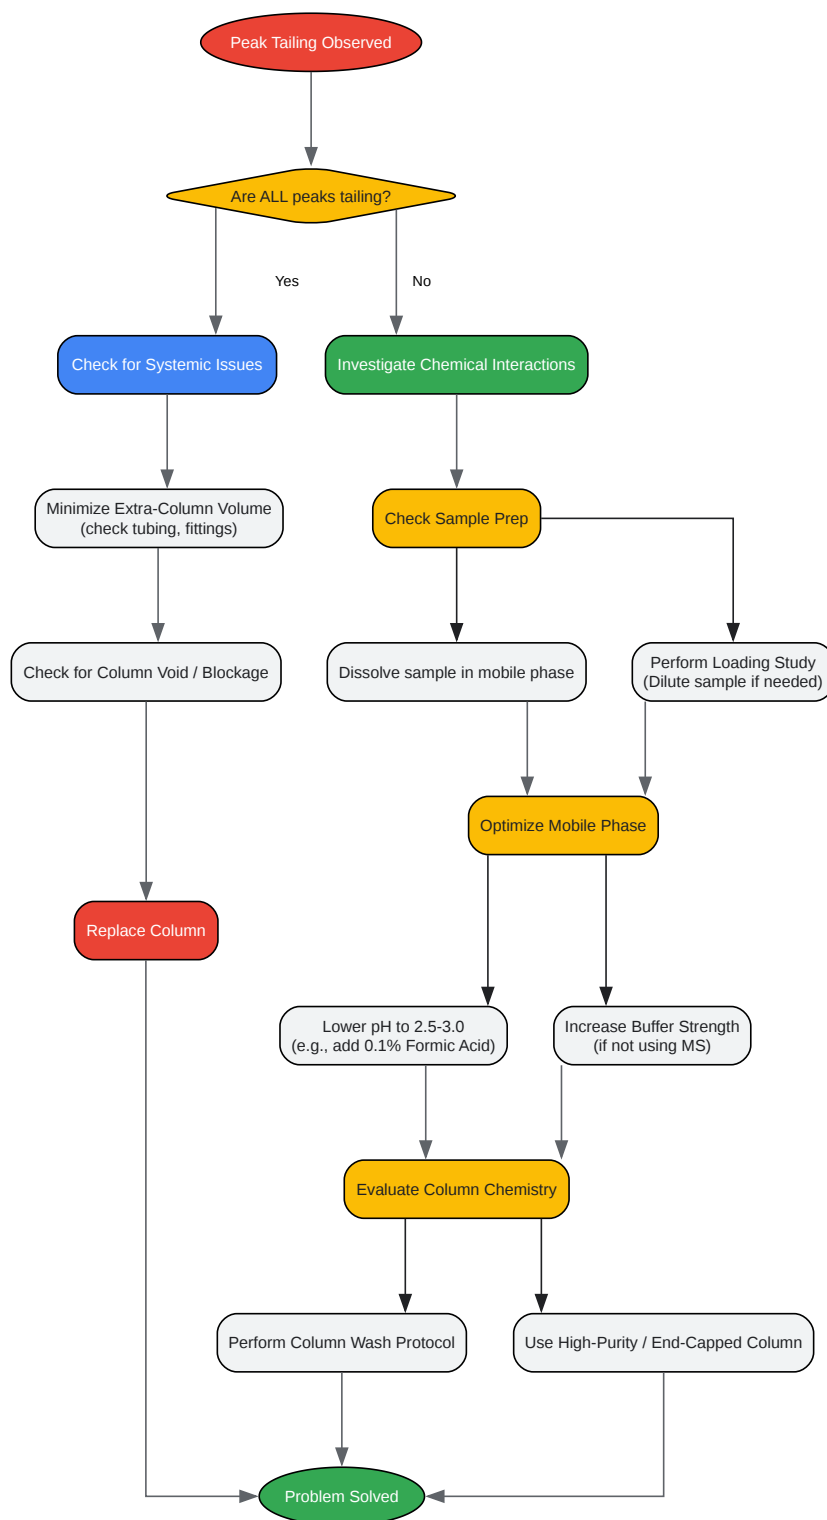 Peak Tailing Observed
Are ALL peaks tailing?
Yes
No
Check for Systemic Issues
Investigate Chemical Interactions
Minimize Extra-Column Volume
(check tubing, fittings)
Check Sample Prep
Check for Column Void / Blockage
Dissolve sample in mobile phase
Perform Loading Study
(Dilute sample if needed)
Optimize Mobile Phase
Replace Column
Lower pH to 2.5-3.0
(e.g., add 0.1% Formic Acid)
Increase Buffer Strength
(if not using MS)
Evaluate Column Chemistry
Perform Column Wash Protocol
Use High-Purity / End-Capped Column
Problem Solved